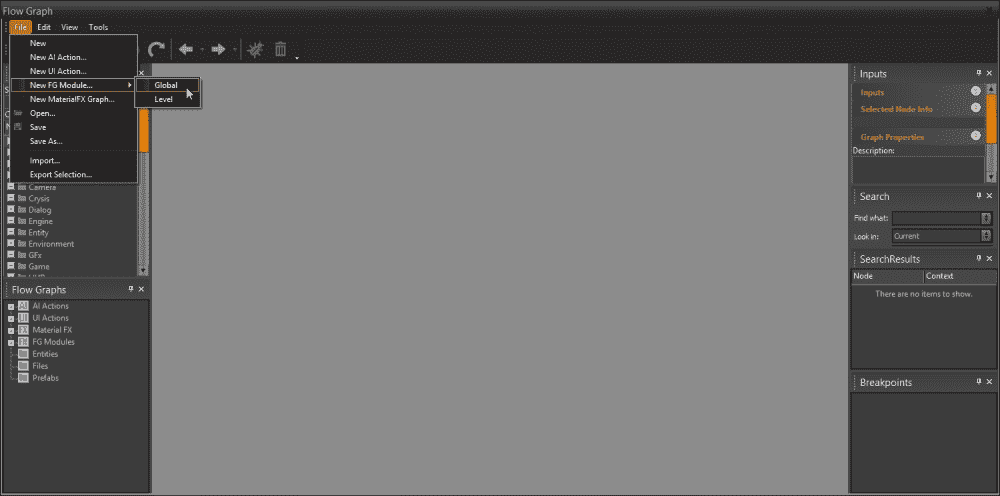 Flow Graph
File Edit View Tools
New
New AI Action...
New UI Action...
New FG Module...
Global
New MaterialFX Graph...
Level
Open...
Save
Save As...
Import...
Export Selection...
Camera
Crysis
Dialog
Engine
Entity
Environment
GFx
Game
Flow Graphs
AI AI Actions
UI UI Actions
FX Material FX
FG Modules
Entities
Files
Prefabs
Inputs
Inputs
Selected Node Info
Graph Properties
Description:
Search
Find what:
Look in: Current
SearchResults
Node Context
There are no items to show.
Breakpoints